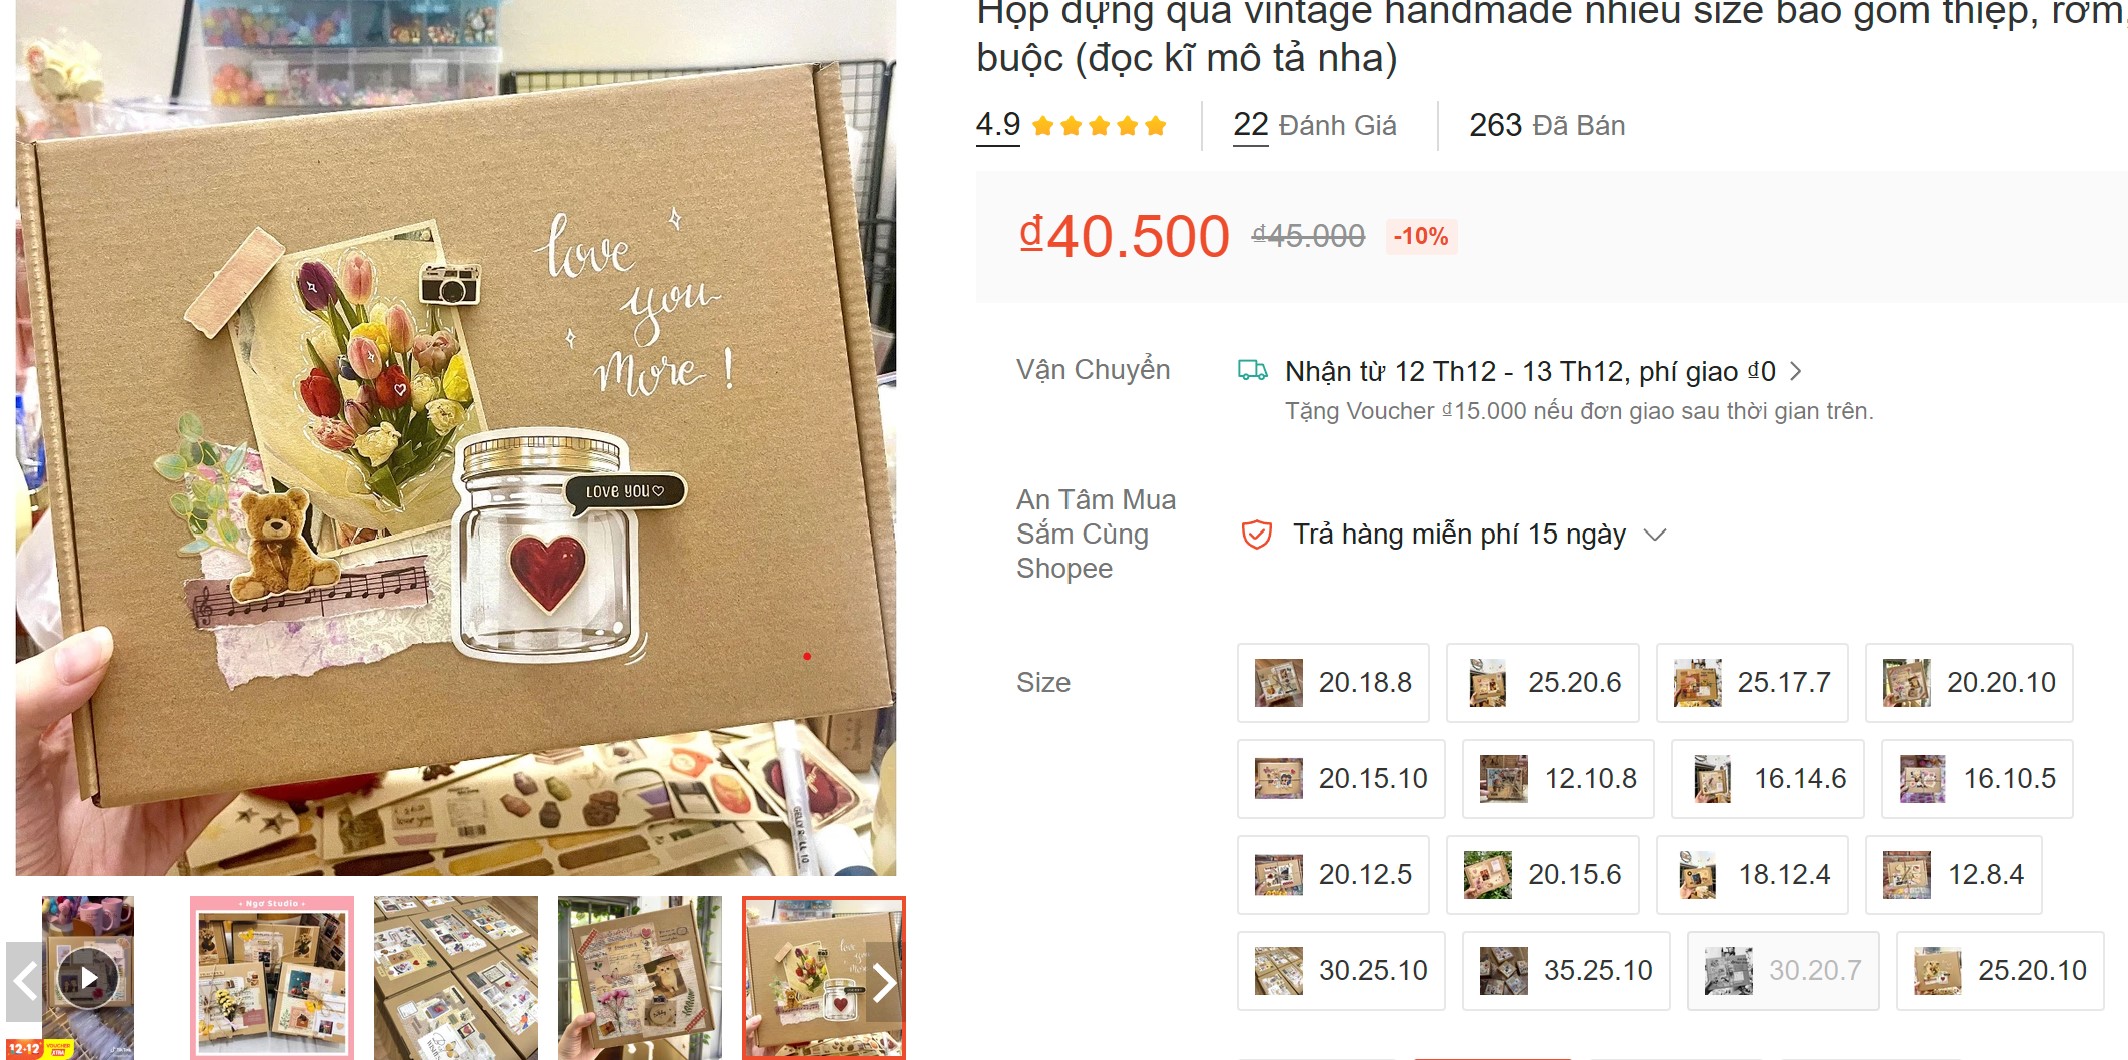 Hộp đựng quà vintage handmade nhiều size bao gồm thiệp, rơm,
buộc (đọc kĩ mô tả nha)
4.9
22 Đánh Giá
263 Đã Bán
₫40.500 ₫45.000 -10%
love
you
more !
LOVE YOU♡
GELLY ROLL 10
Vận Chuyển
Nhận từ 12 Th12 - 13 Th12, phí giao ₫0
Tặng Voucher ₫15.000 nếu đơn giao sau thời gian trên.
An Tâm Mua
Sắm Cùng
Shopee
Trả hàng miễn phí 15 ngày
Size
20.18.8 25.20.6 25.17.7 20.20.10
20.15.10 12.10.8 16.14.6 16.10.5
20.12.5 20.15.6 18.12.4 12.8.4
30.25.10 35.25.10 30.20.7 25.20.10
Ngơ Studio
12.12 VOUCHER
XTRA